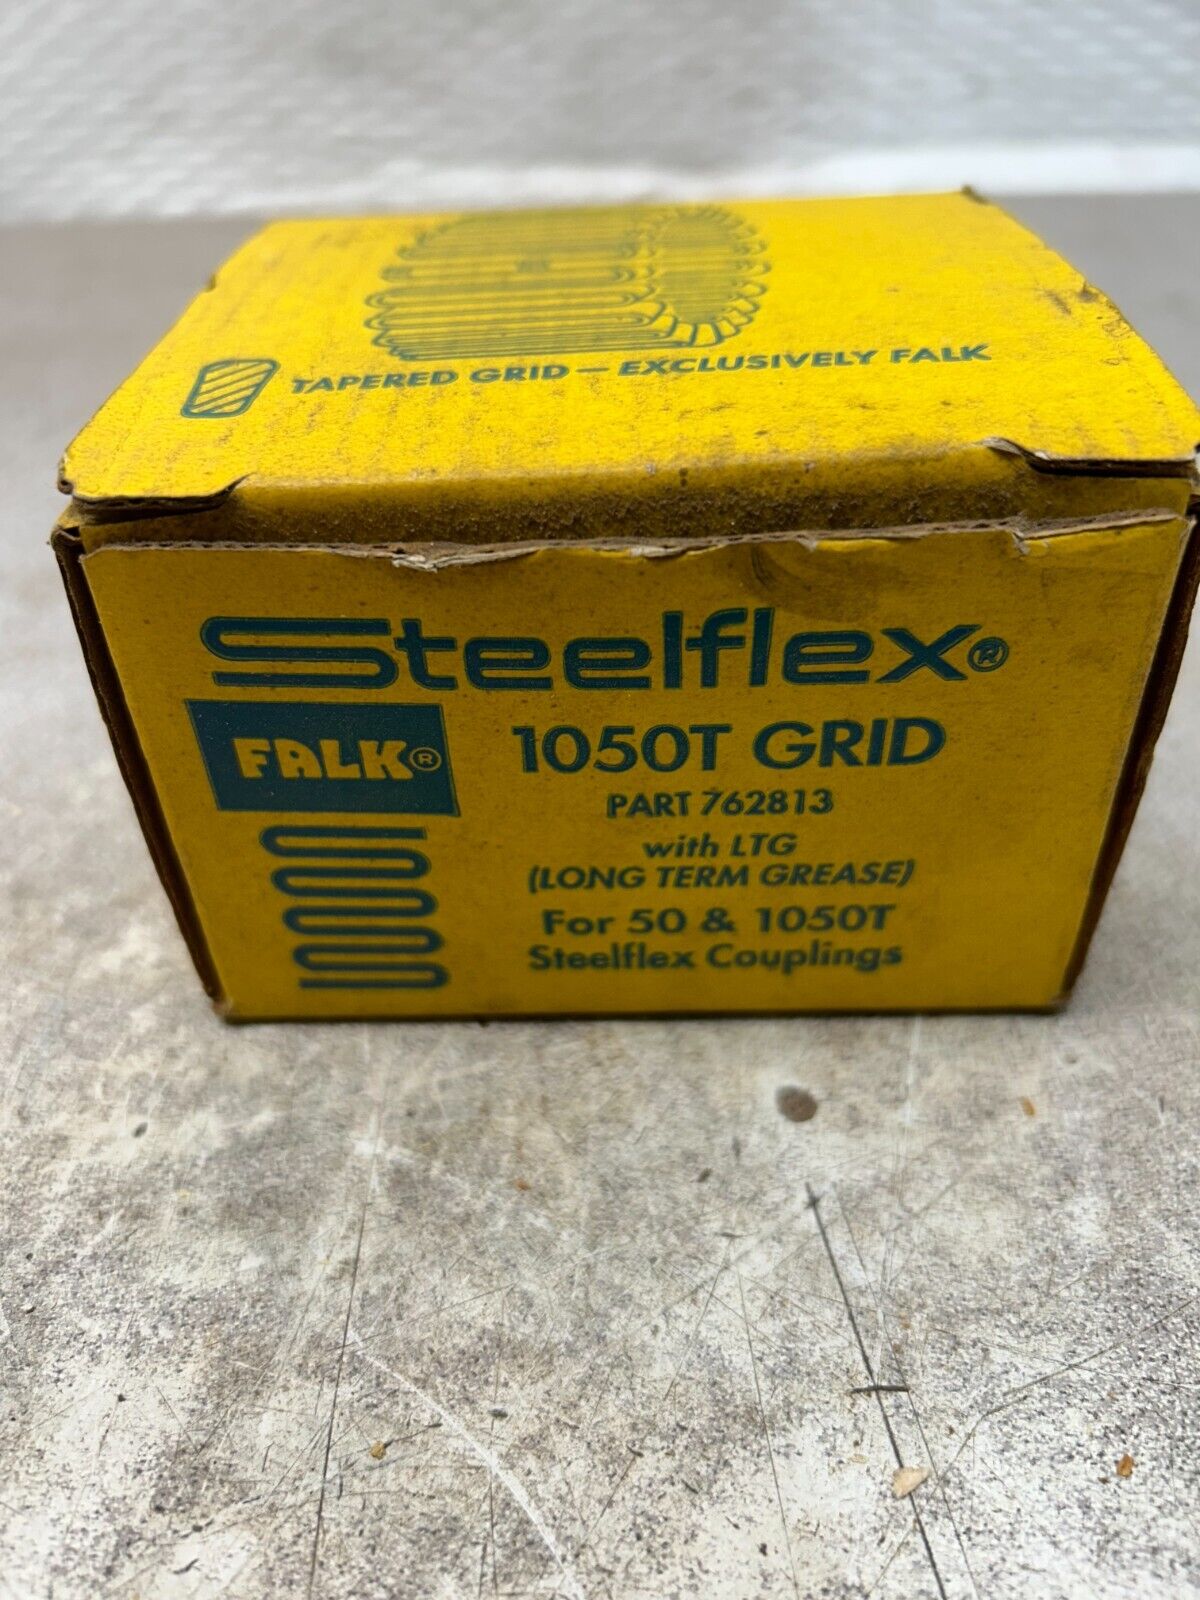 TAPERED GRID — EXCLUSIVELY FALK
Steelflex®
FALK®
1050T GRID
PART 762813
with LTG
(LONG TERM GREASE)
For 50 & 1050T
Steelflex Couplings